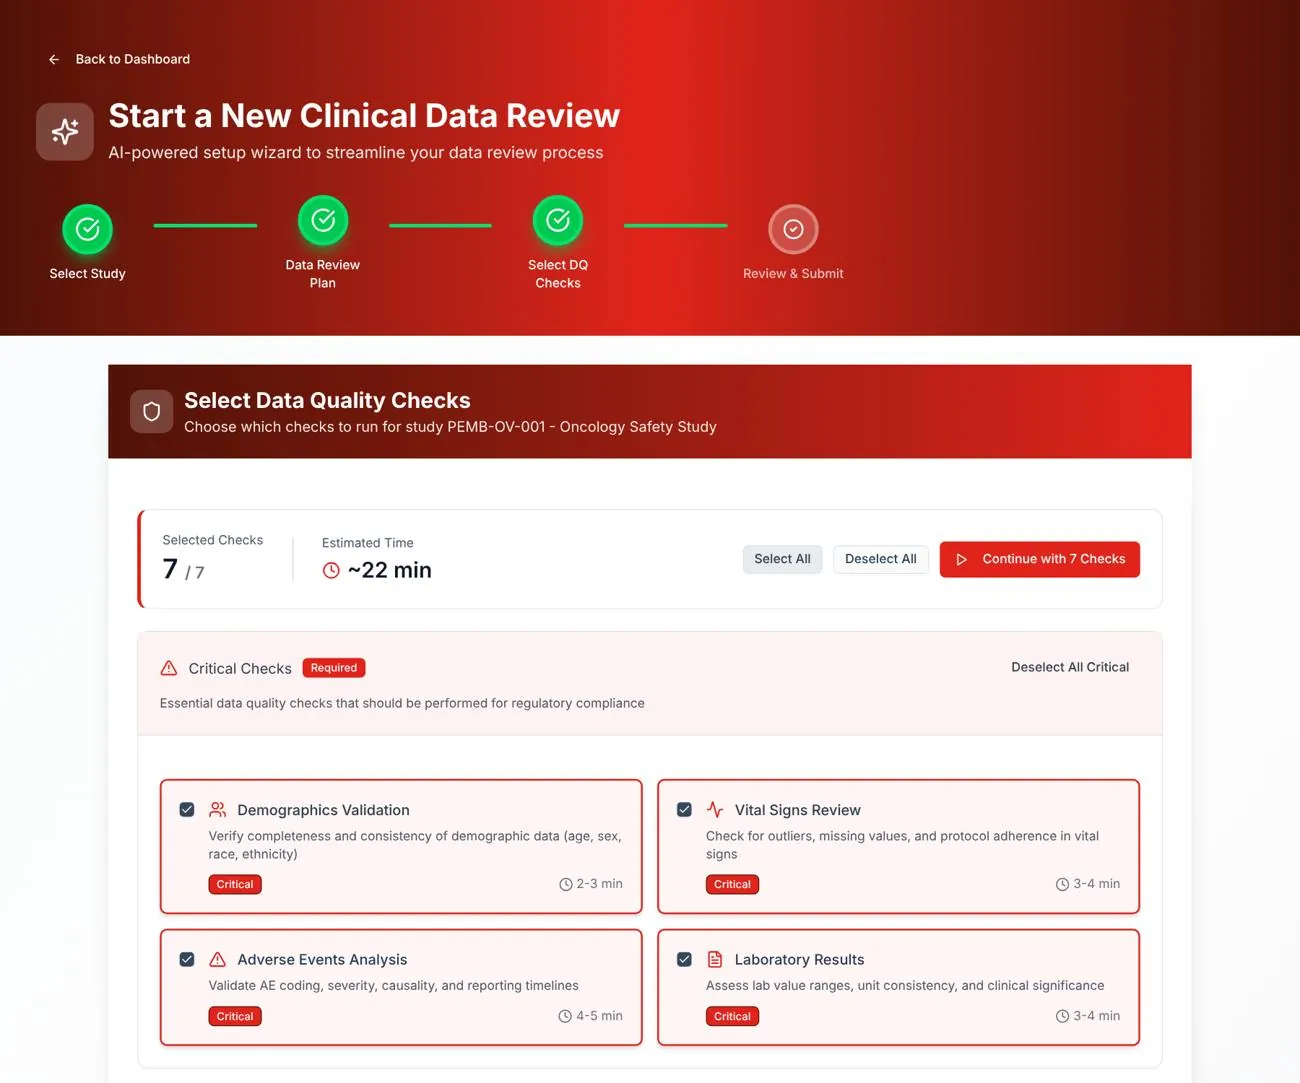 Back to Dashboard
Start a New Clinical Data Review
AI-powered setup wizard to streamline your data review process
Select Study
Data Review
Plan
Select DQ
Checks
Review & Submit
Select Data Quality Checks
Choose which checks to run for study PEMB-OV-001 - Oncology Safety Study
Selected Checks
7 / 7
Estimated Time
~22 min
Select All
Deselect All
Continue with 7 Checks
Critical Checks
Required
Deselect All Critical
Essential data quality checks that should be performed for regulatory compliance
Demographics Validation
Verify completeness and consistency of demographic data (age, sex,
race, ethnicity)
Critical
2-3 min
Vital Signs Review
Check for outliers, missing values, and protocol adherence in vital
signs
Critical
3-4 min
Adverse Events Analysis
Validate AE coding, severity, causality, and reporting timelines
Critical
4-5 min
Laboratory Results
Assess lab value ranges, unit consistency, and clinical significance
Critical
3-4 min